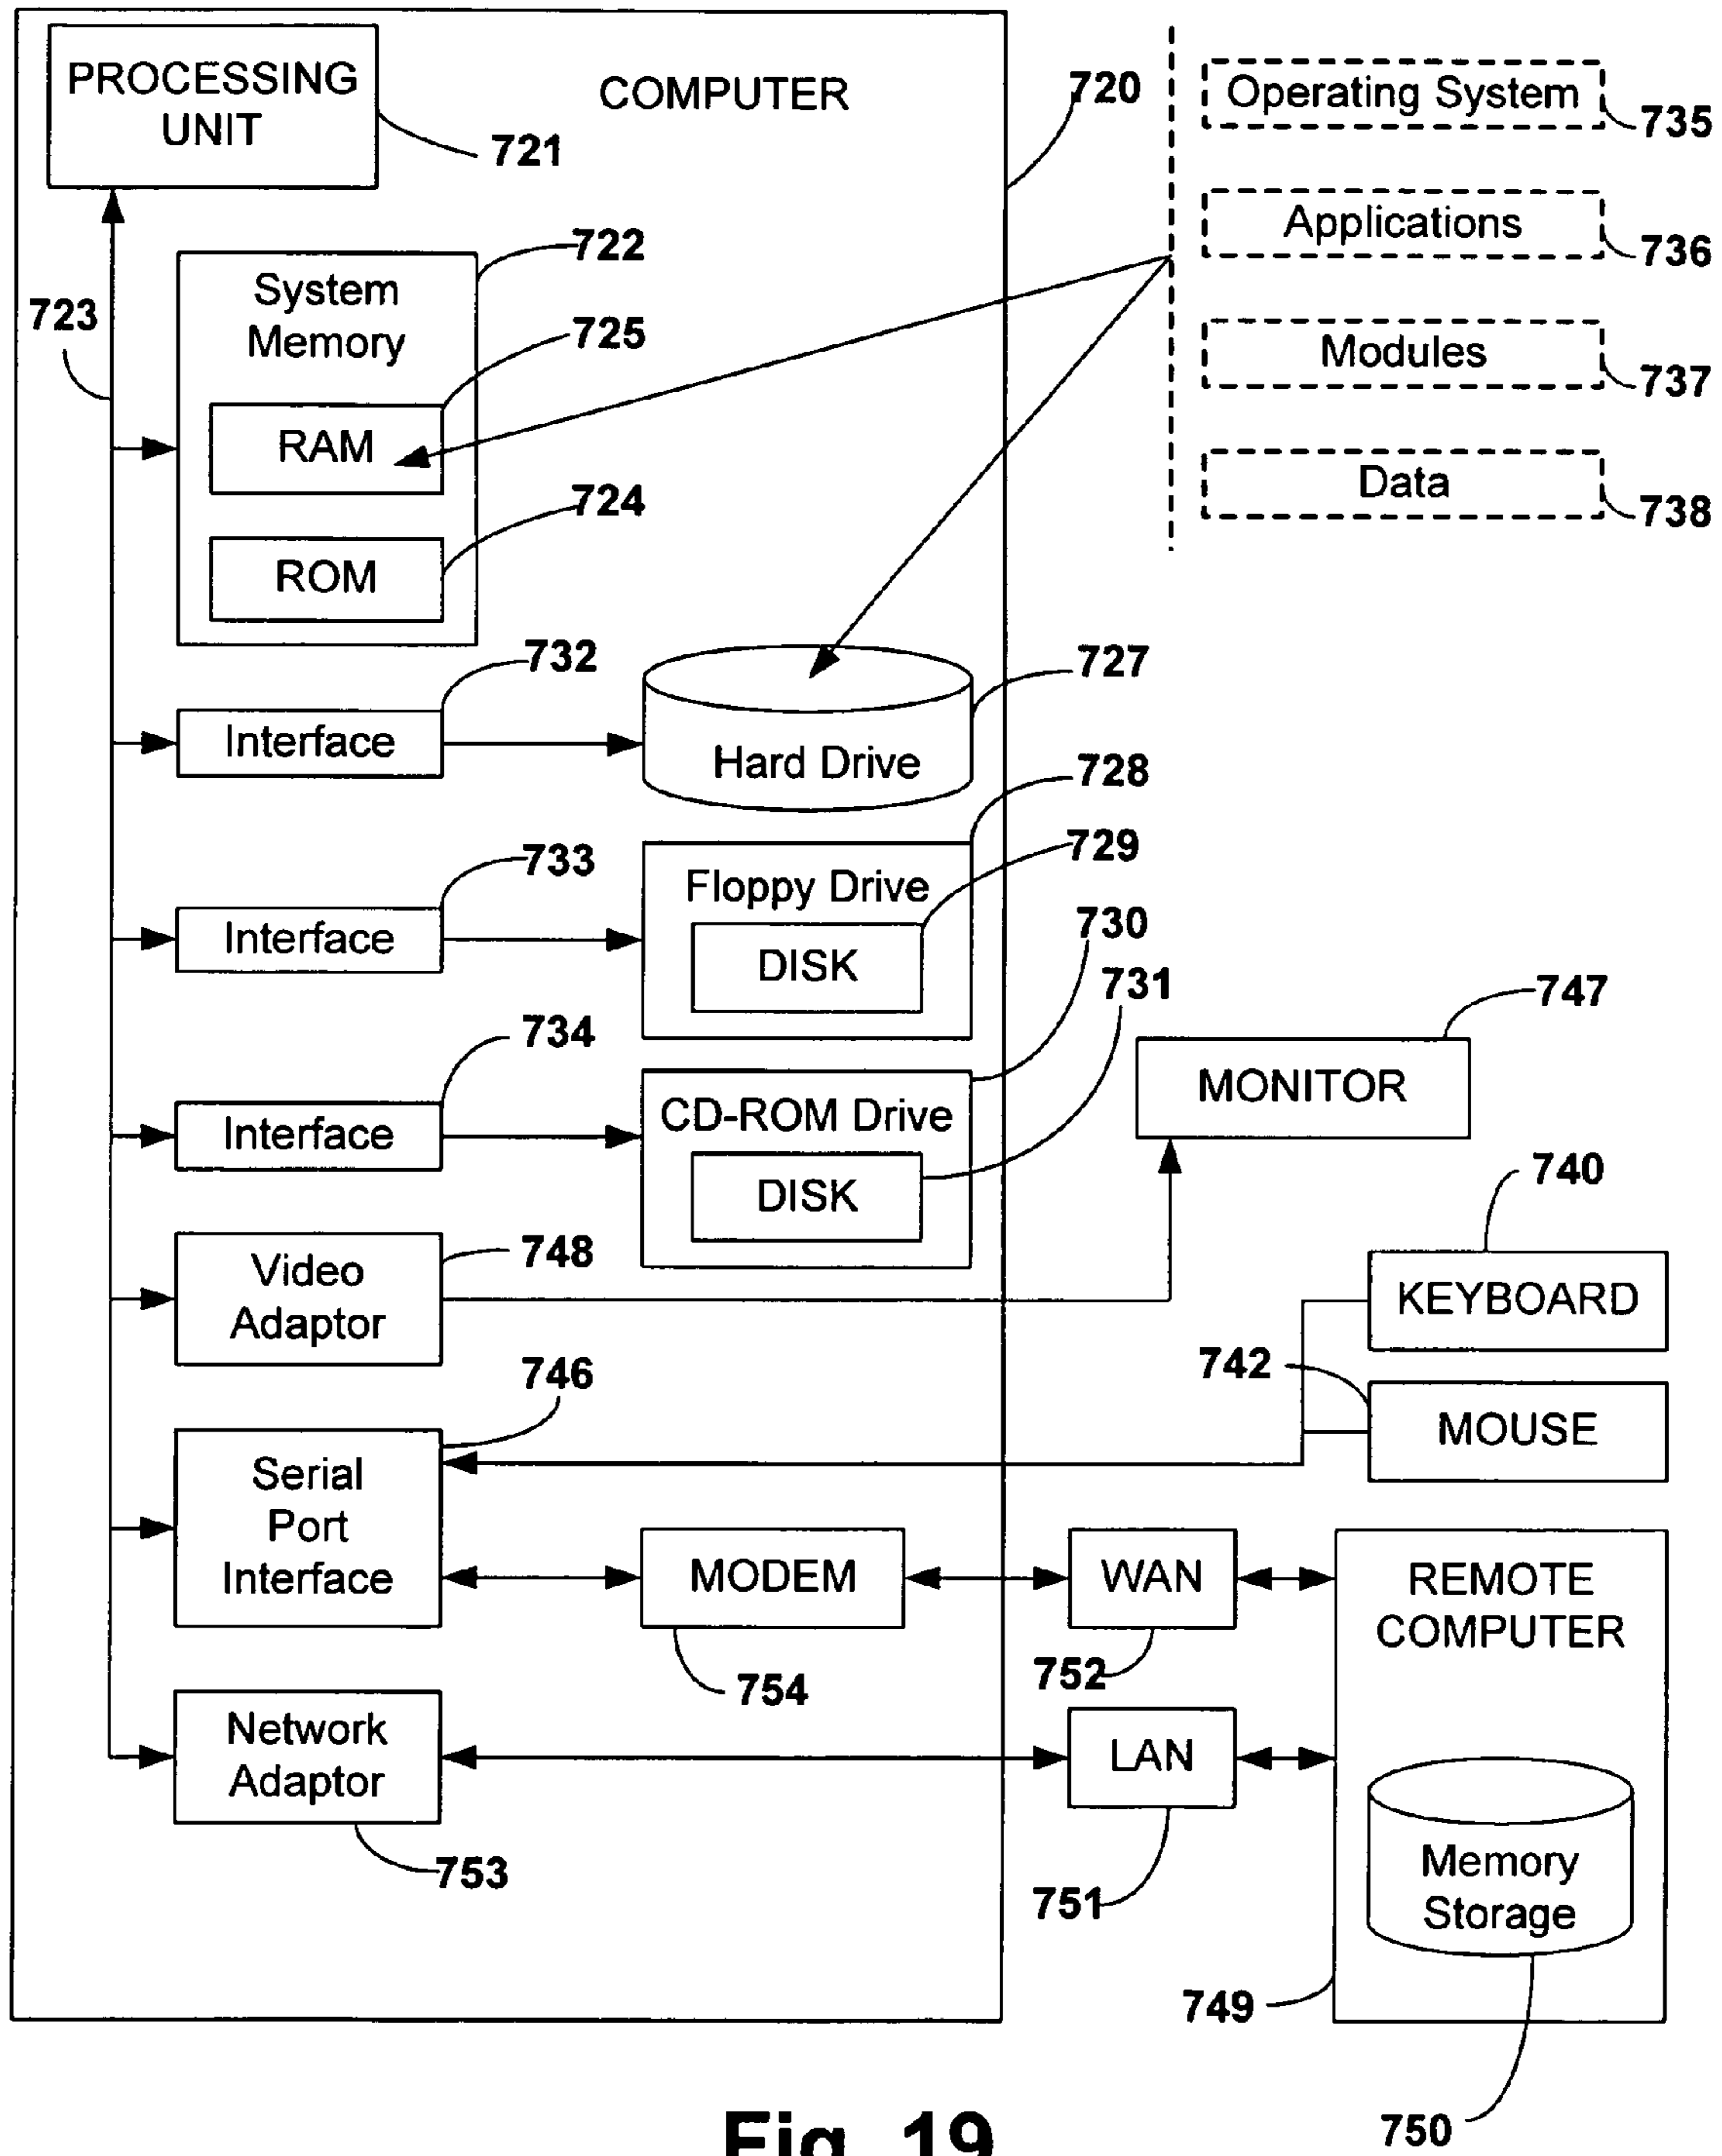 PROCESSING
UNIT
COMPUTER
720
721
Operating System
735
Applications
736
Modules
737
Data
738
722
System
Memory
723
725
RAM
724
ROM
732
Interface
727
Hard Drive
728
733
Interface
Floppy Drive
729
DISK
730
731
734
Interface
CD-ROM Drive
DISK
747
MONITOR
748
Video
Adaptor
740
KEYBOARD
742
MOUSE
746
Serial
Port
Interface
MODEM
754
WAN
752
REMOTE
COMPUTER
Network
Adaptor
753
LAN
751
Memory
Storage
749
750
Fig. 19